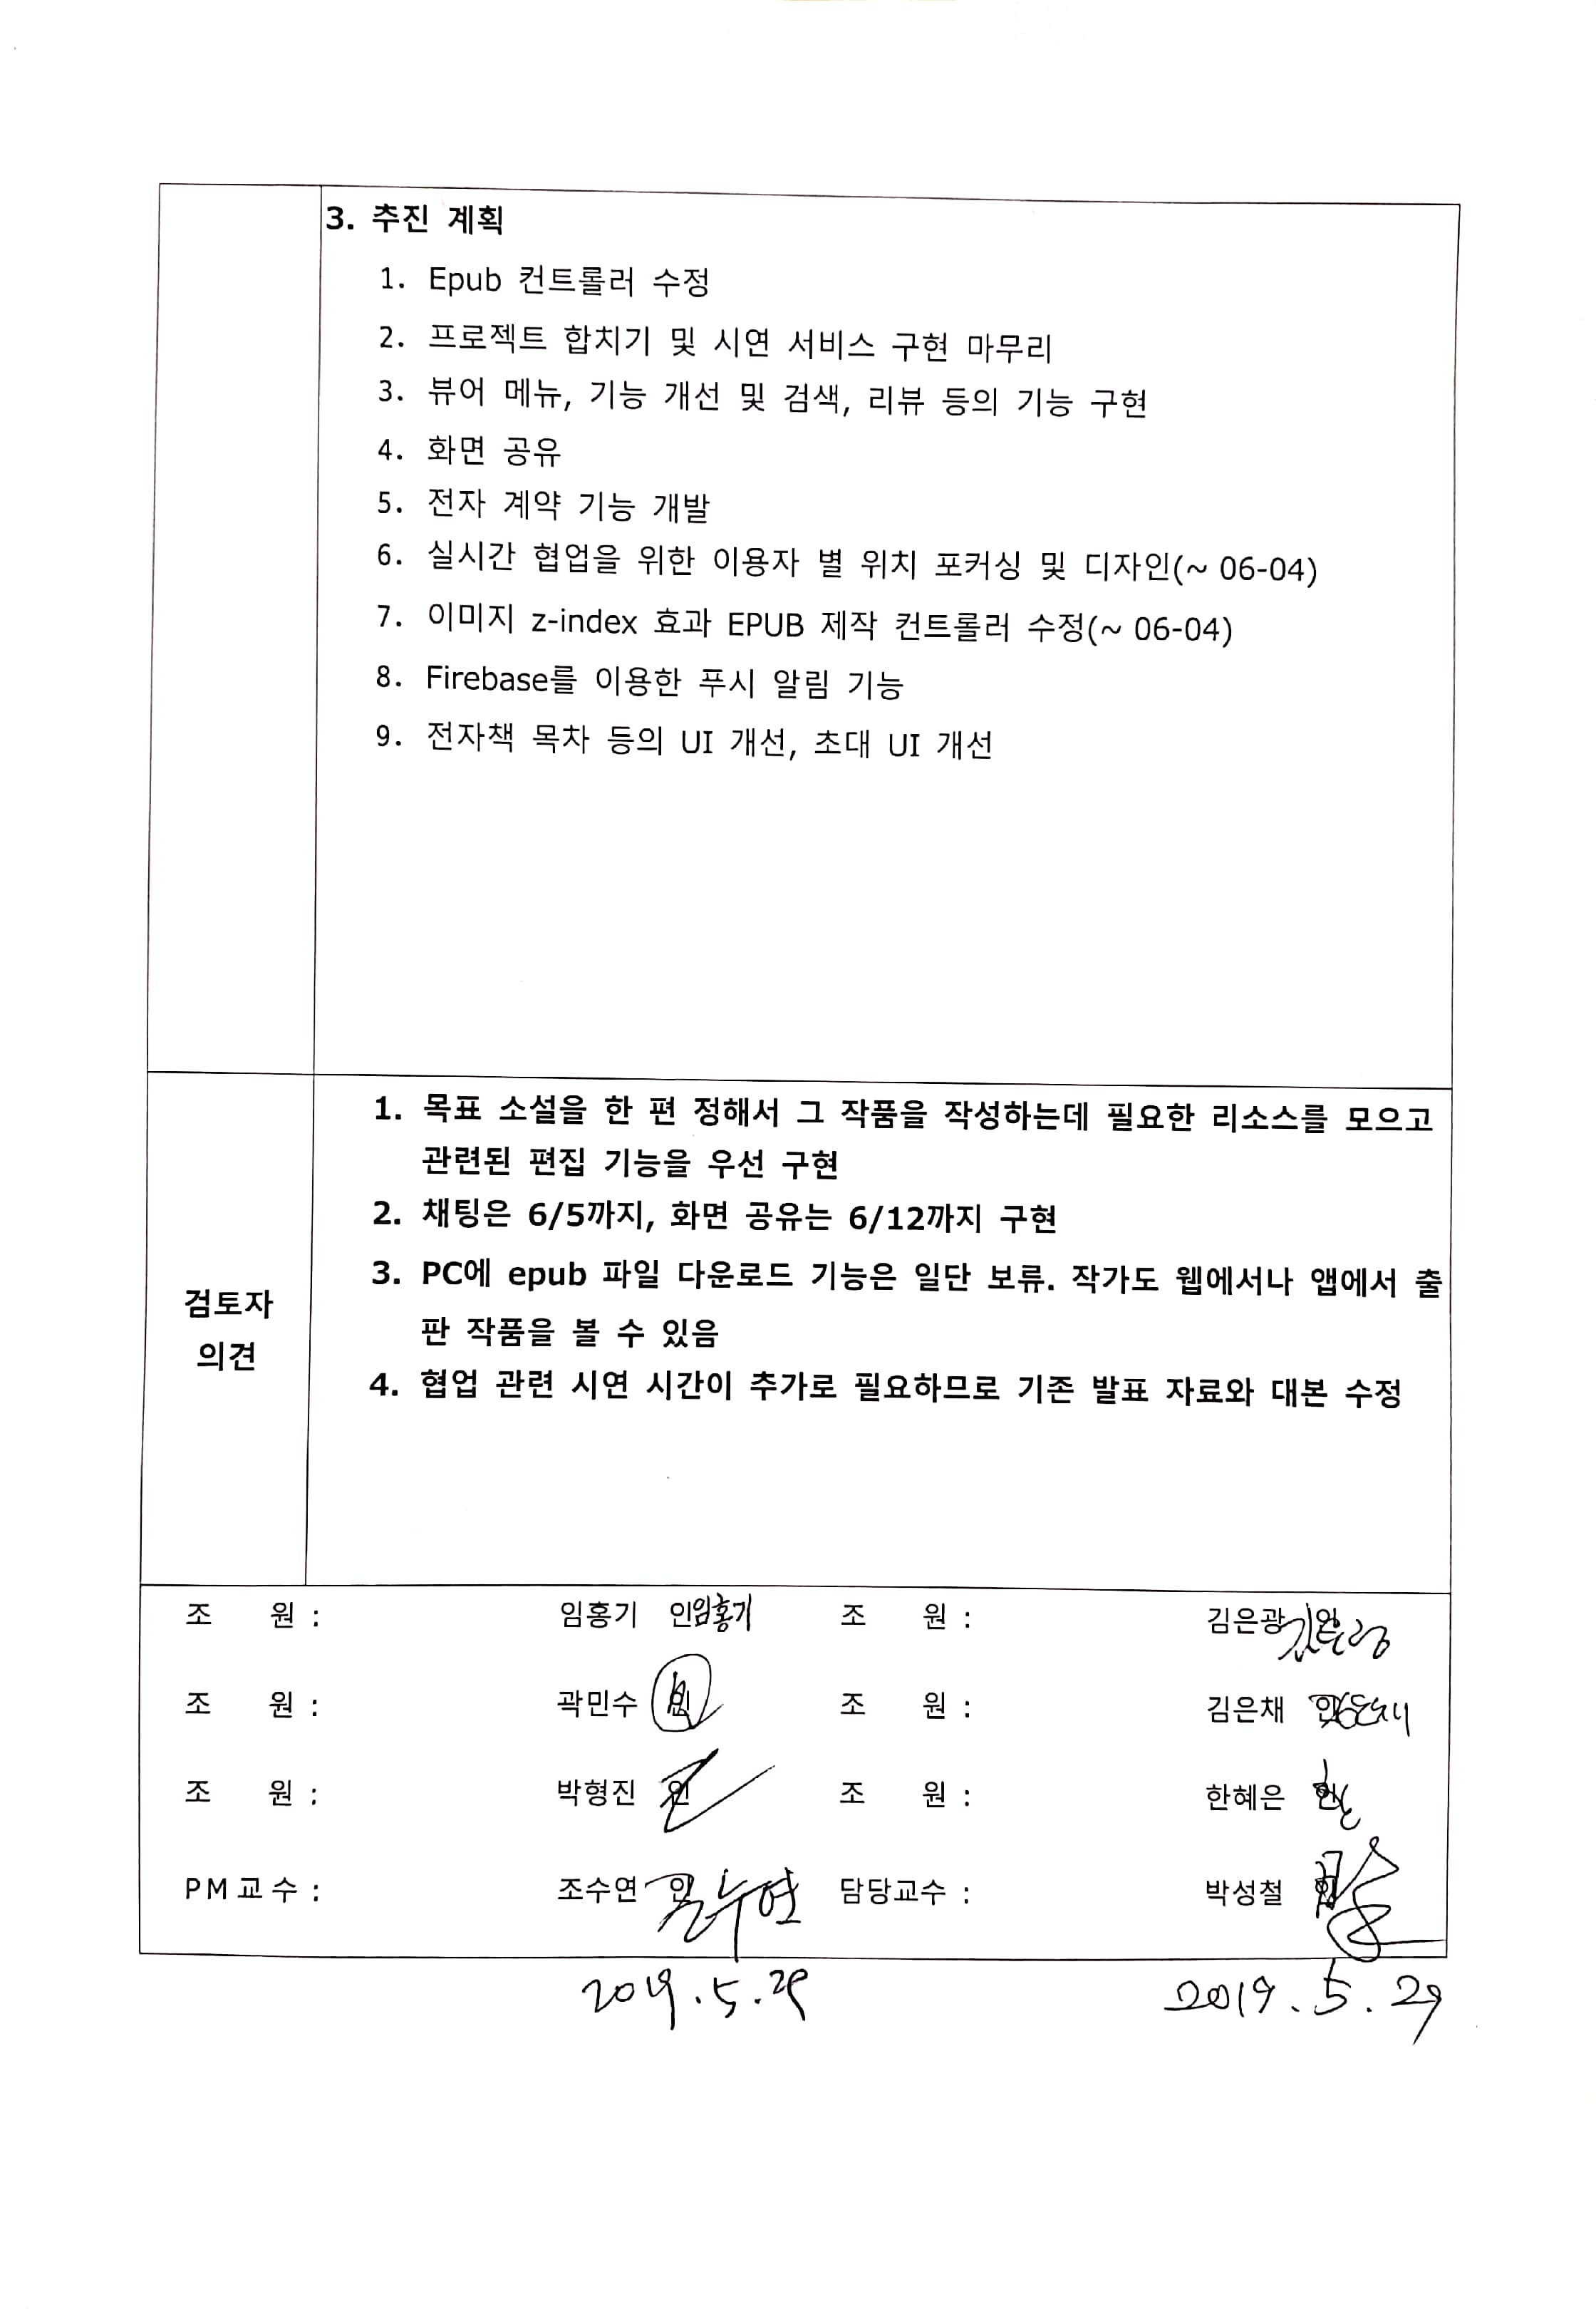 3. 추진 계획
1. Epub 컨트롤러 수정
2. 프로젝트 합치기 및 시연 서비스 구현 마무리
3. 뷰어 메뉴, 기능 개선 및 검색, 리뷰 등의 기능 구현
4. 화면 공유
5. 전자 계약 기능 개발
6. 실시간 협업을 위한 이용자 별 위치 포커싱 및 디자인(~ 06-04)
7. 이미지 z-index 효과 EPUB 제작 컨트롤러 수정(~ 06-04)
8. Firebase를 이용한 푸시 알림 기능
9. 전자책 목차 등의 UI 개선, 초대 UI 개선
검토자
의견
1. 목표 소설을 한 편 정해서 그 작품을 작성하는데 필요한 리소스를 모으고
관련된 편집 기능을 우선 구현
2. 채팅은 6/5까지, 화면 공유는 6/12까지 구현
3. PC에 epub 파일 다운로드 기능은 일단 보류. 작가도 웹에서나 앱에서 출
판 작품을 볼 수 있음
4. 협업 관련 시연 시간이 추가로 필요하므로 기존 발표 자료와 대본 수정
조 원 : 임홍기 인 임홍기 조 원 : 김은광 인
조 원 : 곽민수 인 조 원 : 김은채 인
조 원 : 박형진 인 조 원 : 한혜은 인
PM교수 : 조수연 인 조수연 담당교수 : 박성철 인
2019.5.29 2019.5.29